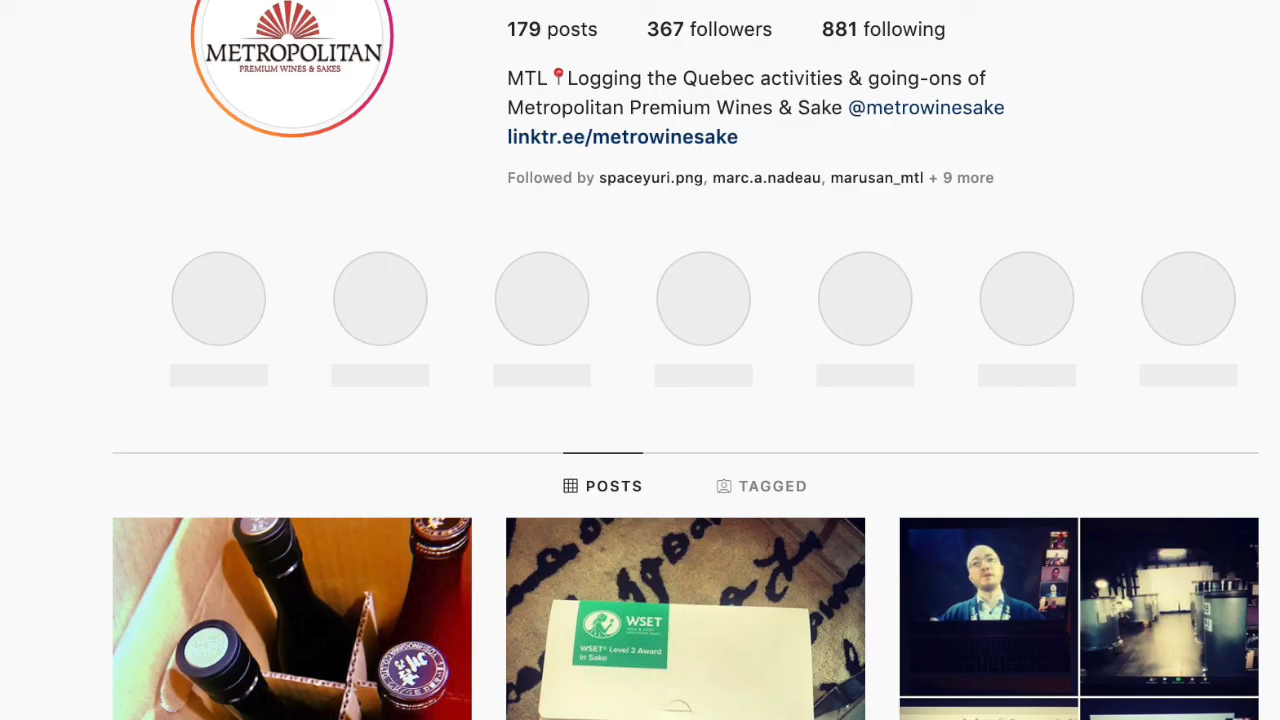 METROPOLITAN
PREMIUM WINES & SAKES
179 posts 367 followers 881 following
MTL📍Logging the Quebec activities & going-ons of
Metropolitan Premium Wines & Sake @metrowinesake
linktr.ee/metrowinesake
Followed by spaceyuri.png, marc.a.nadeau, marusan_mtl + 9 more
POSTS TAGGED
WSET
WSET® Level 3 Award
in Sake